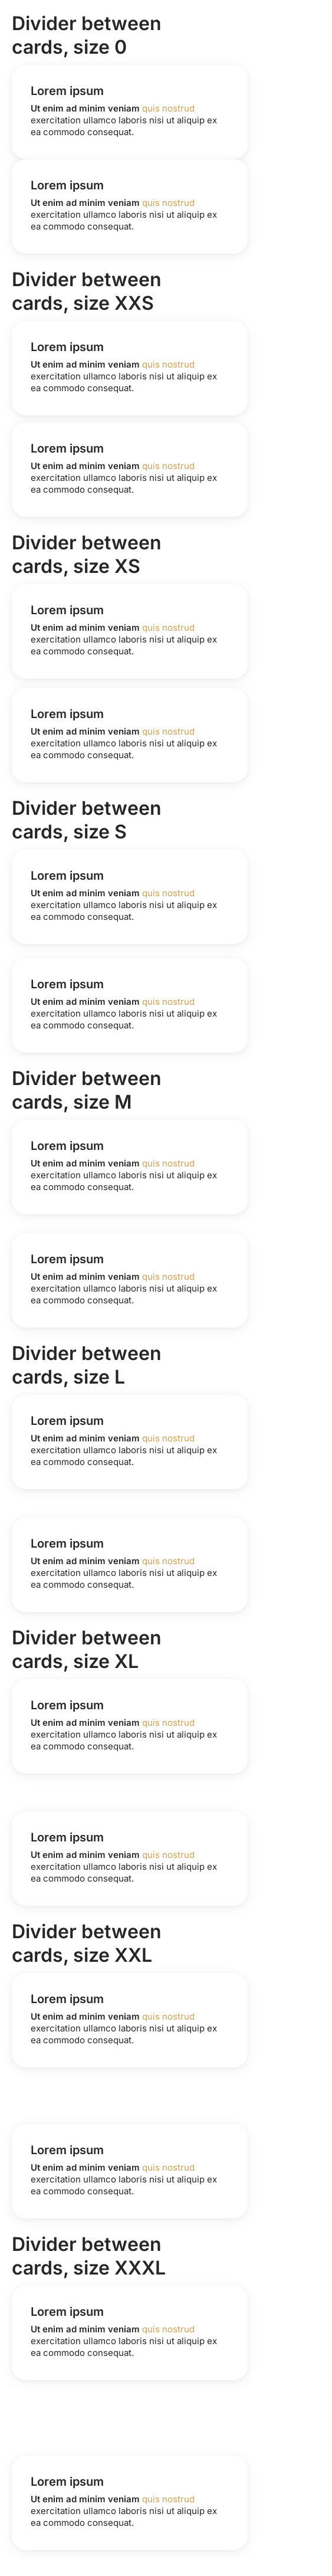 Divider between
cards, size 0
Lorem ipsum
Ut enim ad minim veniam quis nostrud
exercitation ullamco laboris nisi ut aliquip ex
ea commodo consequat.
Lorem ipsum
Ut enim ad minim veniam quis nostrud
exercitation ullamco laboris nisi ut aliquip ex
ea commodo consequat.
Divider between
cards, size XXS
Lorem ipsum
Ut enim ad minim veniam quis nostrud
exercitation ullamco laboris nisi ut aliquip ex
ea commodo consequat.
Lorem ipsum
Ut enim ad minim veniam quis nostrud
exercitation ullamco laboris nisi ut aliquip ex
ea commodo consequat.
Divider between
cards, size XS
Lorem ipsum
Ut enim ad minim veniam quis nostrud
exercitation ullamco laboris nisi ut aliquip ex
ea commodo consequat.
Lorem ipsum
Ut enim ad minim veniam quis nostrud
exercitation ullamco laboris nisi ut aliquip ex
ea commodo consequat.
Divider between
cards, size S
Lorem ipsum
Ut enim ad minim veniam quis nostrud
exercitation ullamco laboris nisi ut aliquip ex
ea commodo consequat.
Lorem ipsum
Ut enim ad minim veniam quis nostrud
exercitation ullamco laboris nisi ut aliquip ex
ea commodo consequat.
Divider between
cards, size M
Lorem ipsum
Ut enim ad minim veniam quis nostrud
exercitation ullamco laboris nisi ut aliquip ex
ea commodo consequat.
Lorem ipsum
Ut enim ad minim veniam quis nostrud
exercitation ullamco laboris nisi ut aliquip ex
ea commodo consequat.
Divider between
cards, size L
Lorem ipsum
Ut enim ad minim veniam quis nostrud
exercitation ullamco laboris nisi ut aliquip ex
ea commodo consequat.
Lorem ipsum
Ut enim ad minim veniam quis nostrud
exercitation ullamco laboris nisi ut aliquip ex
ea commodo consequat.
Divider between
cards, size XL
Lorem ipsum
Ut enim ad minim veniam quis nostrud
exercitation ullamco laboris nisi ut aliquip ex
ea commodo consequat.
Lorem ipsum
Ut enim ad minim veniam quis nostrud
exercitation ullamco laboris nisi ut aliquip ex
ea commodo consequat.
Divider between
cards, size XXL
Lorem ipsum
Ut enim ad minim veniam quis nostrud
exercitation ullamco laboris nisi ut aliquip ex
ea commodo consequat.
Lorem ipsum
Ut enim ad minim veniam quis nostrud
exercitation ullamco laboris nisi ut aliquip ex
ea commodo consequat.
Divider between
cards, size XXXL
Lorem ipsum
Ut enim ad minim veniam quis nostrud
exercitation ullamco laboris nisi ut aliquip ex
ea commodo consequat.
Lorem ipsum
Ut enim ad minim veniam quis nostrud
exercitation ullamco laboris nisi ut aliquip ex
ea commodo consequat.